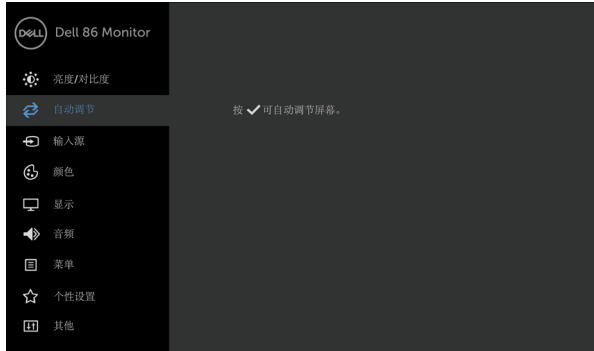 DELL
Dell 86 Monitor
亮度/对比度
自动调节
按 ✓ 可自动调节屏幕。
输入源
颜色
显示
音频
菜单
个性设置
其他